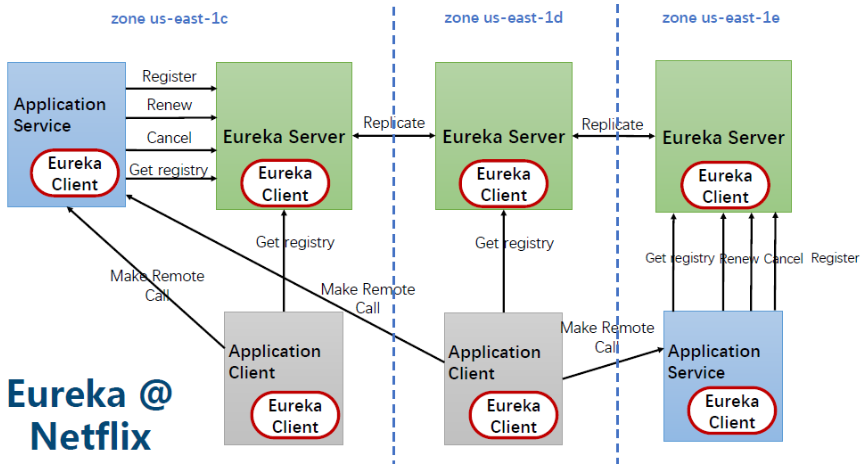 zone us-east-1c
zone us-east-1d
zone us-east-1e
Application
Service
Eureka
Client
Register
Renew
Cancel
Get registry
Eureka Server
Eureka
Client
Replicate
Eureka Server
Eureka
Client
Replicate
Eureka Server
Eureka
Client
Get registry
Get registry
Get registry
Renew
Cancel
Register
Make Remote
Call
Make Remote
Call
Make Remote
Call
Application
Client
Eureka
Client
Application
Client
Eureka
Client
Application
Service
Eureka
Client
Eureka @
Netflix